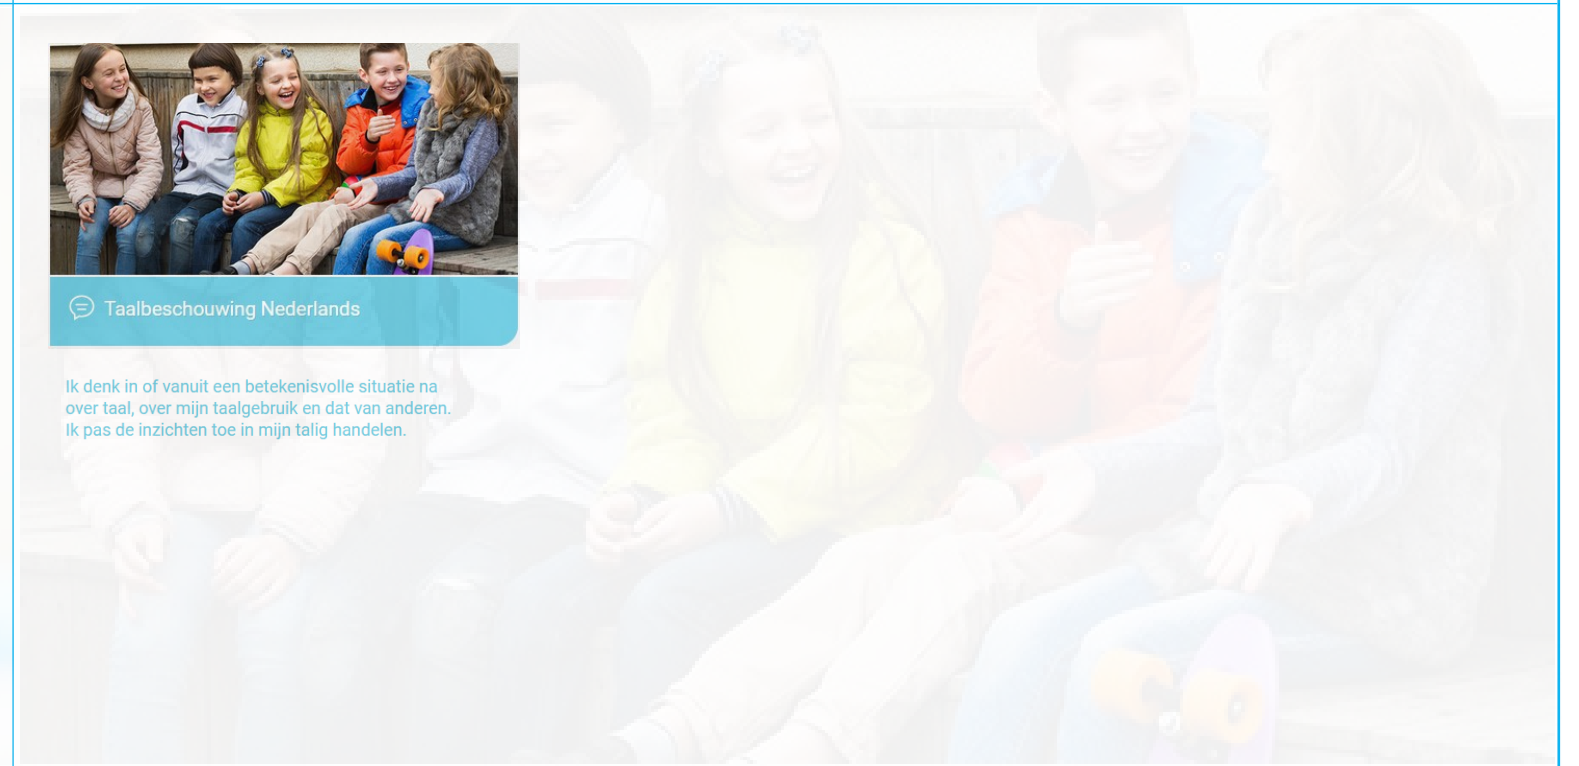 Taalbeschouwing Nederlands
Ik denk in of vanuit een betekenisvolle situatie na
over taal, over mijn taalgebruik en dat van anderen.
Ik pas de inzichten toe in mijn talig handelen.